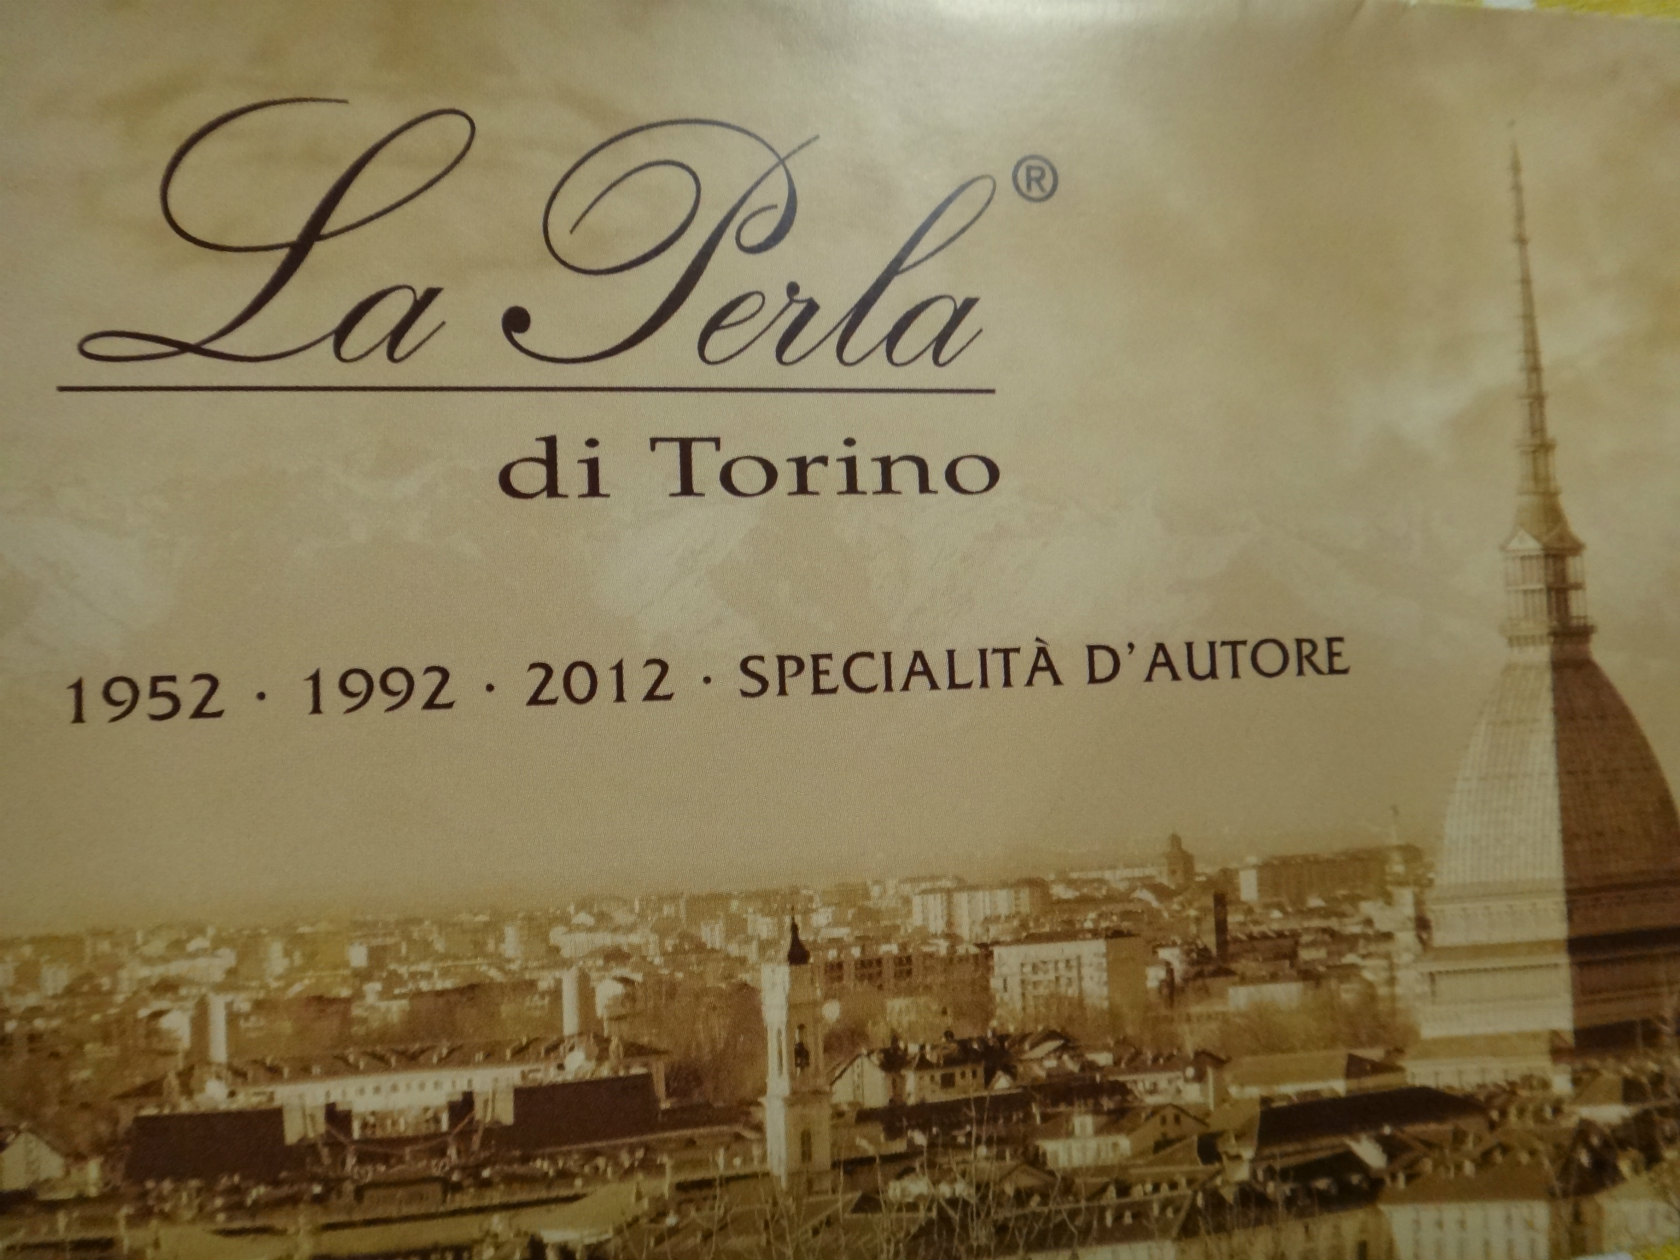 La Perla®
di Torino
1952 · 1992 · 2012 · SPECIALITÀ D'AUTORE